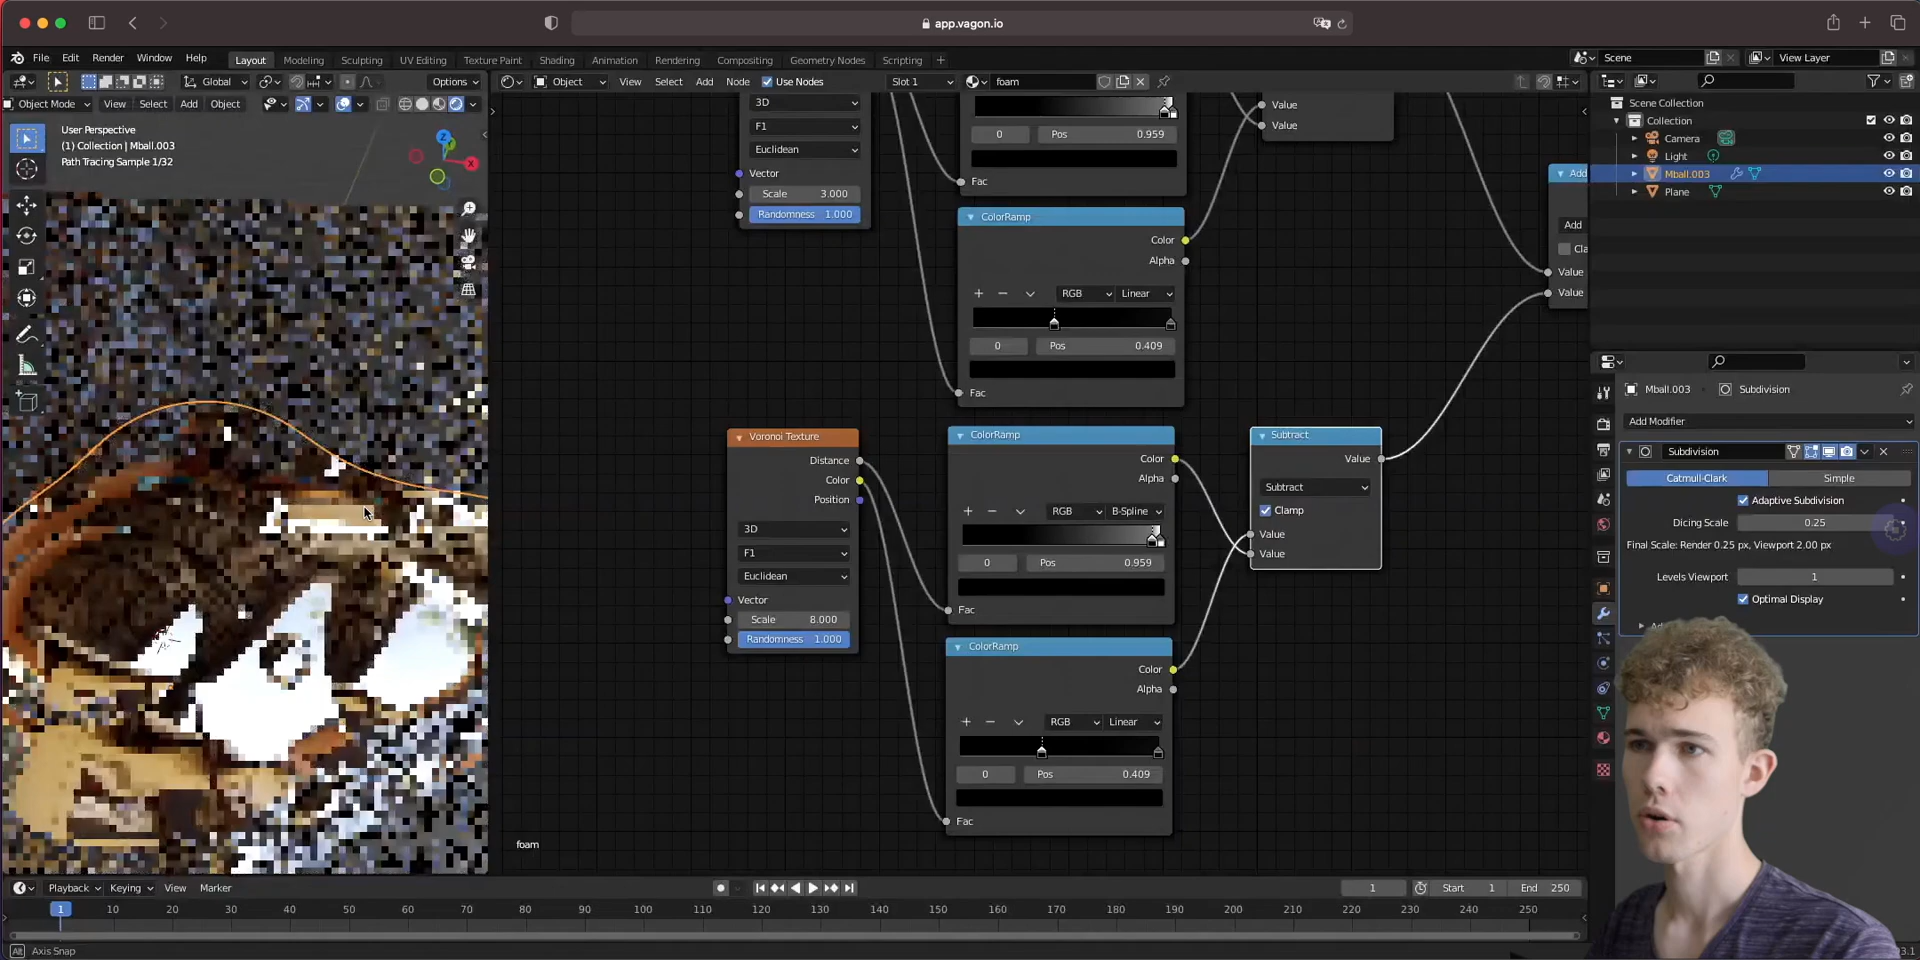 app.vagon.io
File Edit Render Window Help Layout Modeling Sculpting UV Editing Texture Paint Shading Animation Rendering Compositing Geometry Nodes Scripting
Scene View Layer
Global Options Object View Select Add Node Use Nodes Slot 1 foam
Object Mode View Select Add Object
User Perspective
(1) Collection | Mball.003
Path Tracing Sample 1/32
3D
F1
Euclidean
Vector
Scale 3.000
Randomness 1.000
0 Pos 0.959
Fac
Value
Value
ColorRamp
Color
Alpha
RGB Linear
0 Pos 0.409
Fac
Add
Add
Cla
Value
Value
Voronoi Texture
Distance
Color
Position
3D
F1
Euclidean
Vector
Scale 8.000
Randomness 1.000
ColorRamp
Color
Alpha
RGB B-Spline
0 Pos 0.959
Fac
ColorRamp
Color
Alpha
RGB Linear
0 Pos 0.409
Fac
Subtract
Value
Subtract
Clamp
Value
Value
foam
Scene Collection
Collection
Camera
Light
Mball.003
Plane
Mball.003 Subdivision
Add Modifier
Subdivision
Catmull-Clark Simple
Adaptive Subdivision
Dicing Scale 0.25
Final Scale: Render 0.25 px, Viewport 2.00 px
Levels Viewport 1
Optimal Display
Playback Keying View Marker
1 Start 1 End 250
1 10 20 30 40 50 60 70 80 90 100 110 120 130 140 150 160 170 180 190 200 210 220 230 240 250
Alt Axis Snap